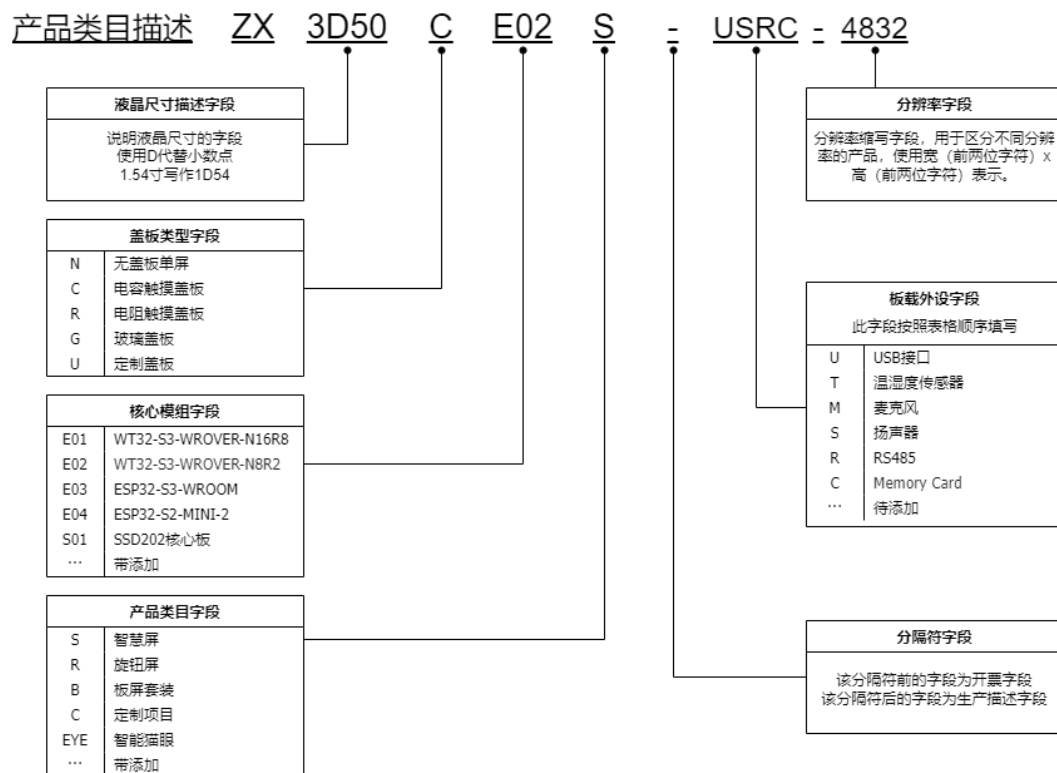 产品类目描述 ZX 3D50 C E02 S - USRC - 4832
液晶尺寸描述字段
说明液晶尺寸的字段
使用D代替小数点
1.54寸写作1D54
盖板类型字段
N 无盖板单屏
C 电容触摸盖板
R 电阻触摸盖板
G 玻璃盖板
U 定制盖板
核心模组字段
E01 WT32-S3-WROVER-N16R8
E02 WT32-S3-WROVER-N8R2
E03 ESP32-S3-WROOM
E04 ESP32-S2-MINI-2
S01 SSD202核心板
… 带添加
产品类目字段
S 智慧屏
R 旋钮屏
B 板屏套装
C 定制项目
EYE 智能猫眼
… 带添加
分辨率字段
分辨率缩写字段，用于区分不同分辨
率的产品，使用宽（前两位字符）x
高（前两位字符）表示。
板载外设字段
此字段按照表格顺序填写
U USB接口
T 温湿度传感器
M 麦克风
S 扬声器
R RS485
C Memory Card
… 待添加
分隔符字段
该分隔符前的字段为开票字段
该分隔符后的字段为生产描述字段